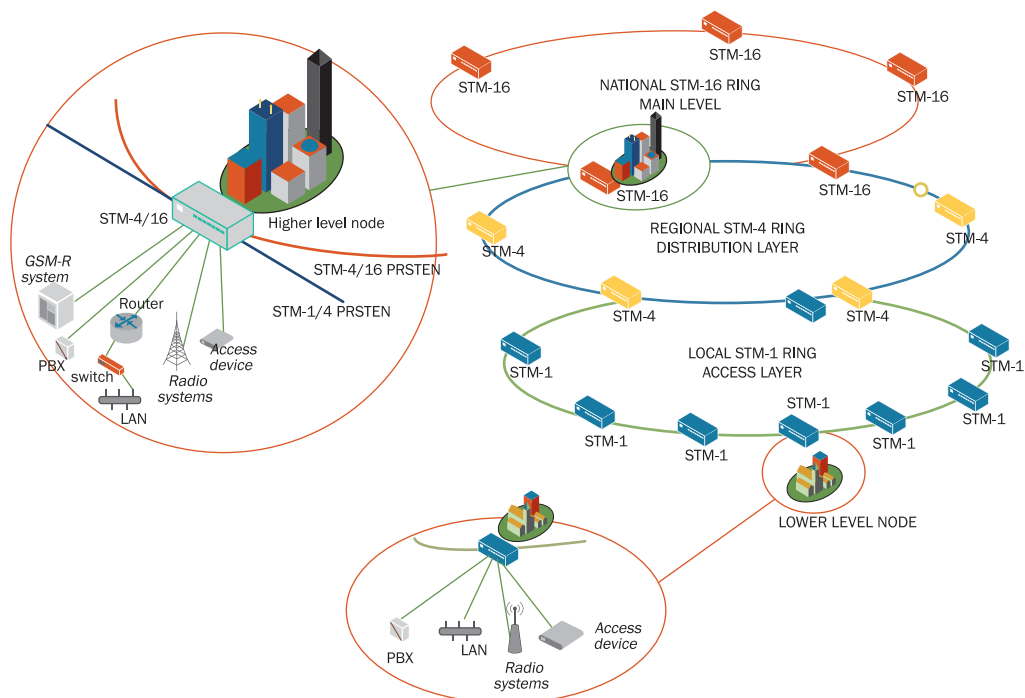 STM-16
STM-16
STM-16
NATIONAL STM-16 RING
MAIN LEVEL
STM-16
STM-16
STM-4/16
Higher level node
GSM-R
system
STM-4/16 PRSTEN
STM-1/4 PRSTEN
Router
PBX
switch
LAN
Radio
systems
Access
device
REGIONAL STM-4 RING
DISTRIBUTION LAYER
STM-4
STM-4
STM-4
STM-4
LOCAL STM-1 RING
ACCESS LAYER
STM-1
STM-1
STM-1
STM-1
STM-1
STM-1
STM-1
LOWER LEVEL NODE
PBX
LAN
Radio
systems
Access
device